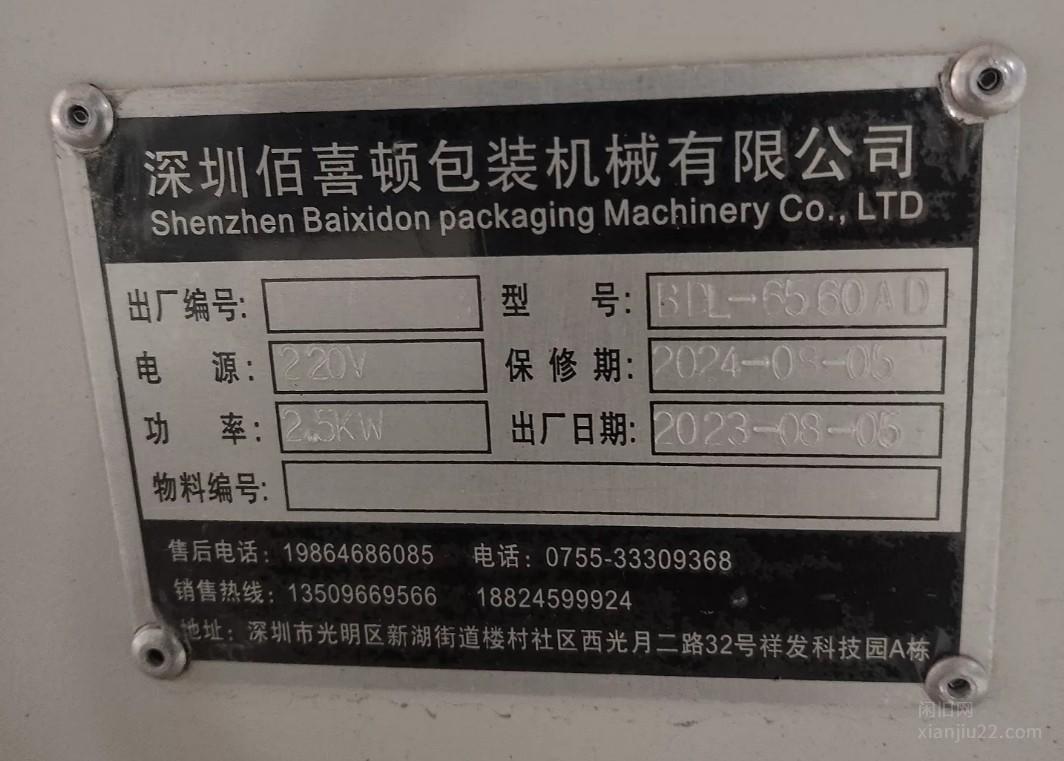 深圳佰喜顿包装机械有限公司
Shenzhen Baixidon packaging Machinery Co., LTD
出厂编号: 型 号: BDL-6560AD
电 源: 220V 保 修 期: 2024-08-05
功 率: 2.5KW 出厂日期: 2023-08-05
物料编号:
售后电话: 19864686085 电话: 0755-33309368
销售热线: 13509669566 18824599924
地址: 深圳市光明区新湖街道楼村社区西光月二路32号祥发科技园A栋
闲旧网
xianjiu22.com